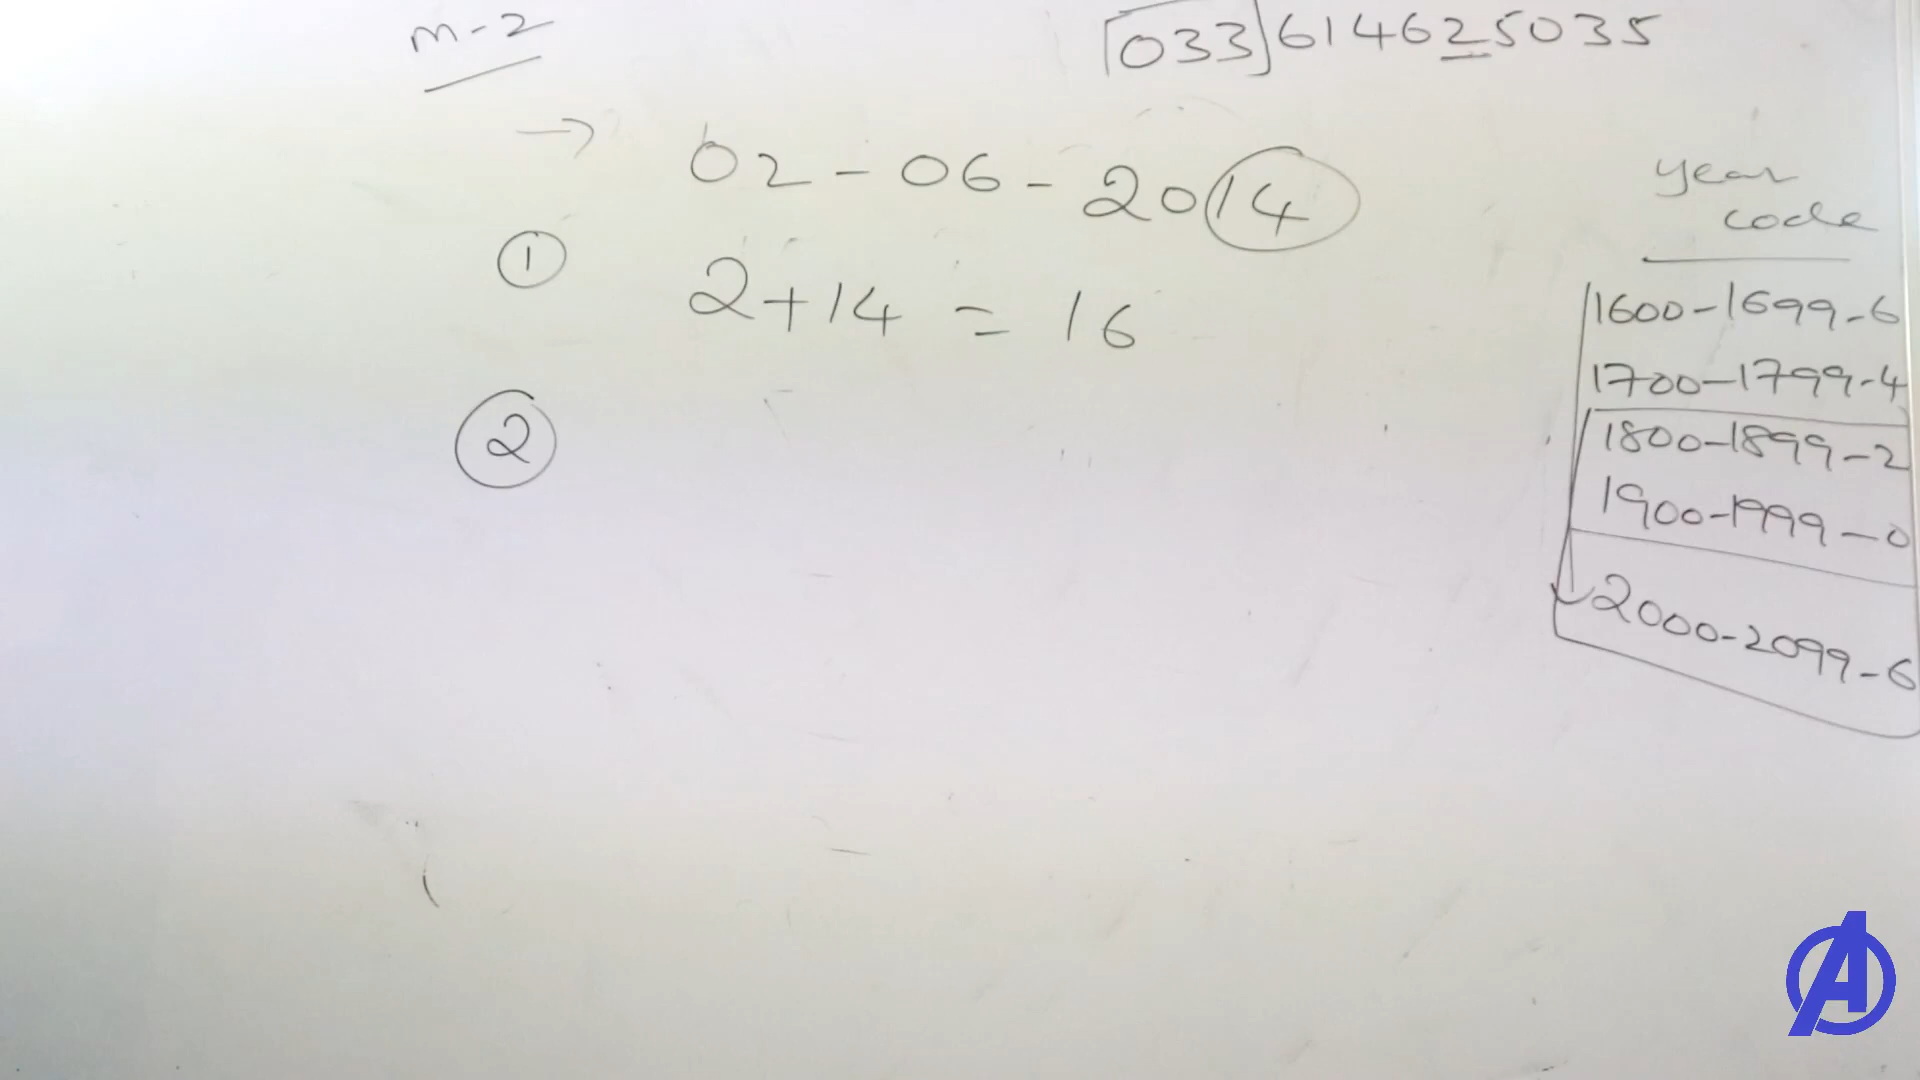 m-2
033 614625035
→ 02-06-2014
① 2+14 = 16
②
year
code
1600-1699-6
1700-1799-4
1800-1899-2
1900-1999-0
2000-2099-6